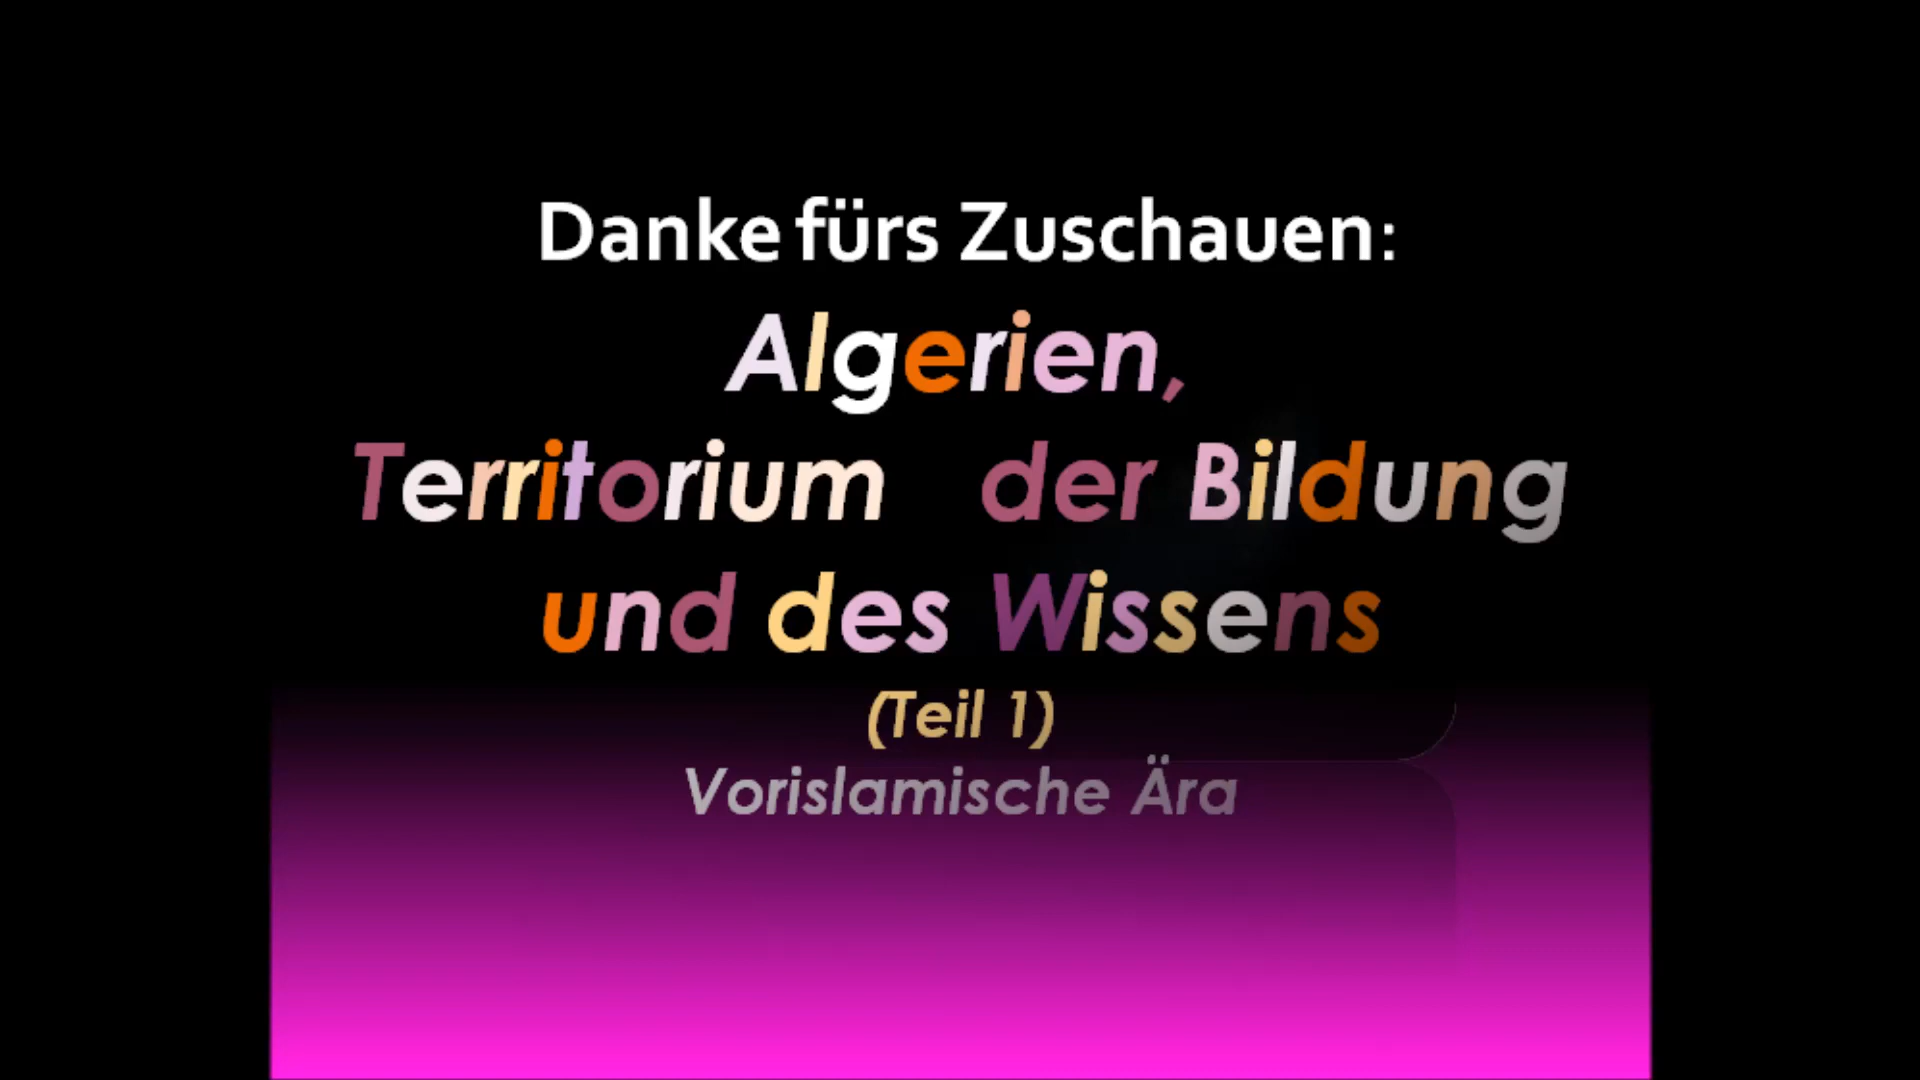 Danke fürs Zuschauen:
Algerien,
Territorium der Bildung
und des Wissens
(Teil 1)
Vorislamische Ära